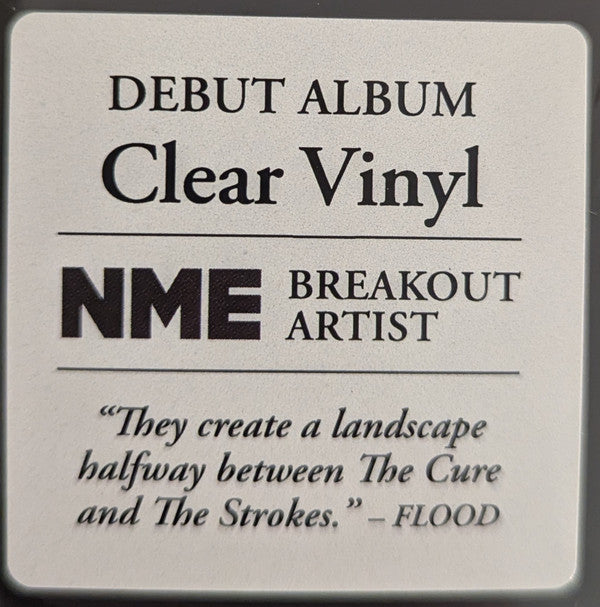 DEBUT ALBUM
Clear Vinyl
NME BREAKOUT
ARTIST
“They create a landscape
halfway between The Cure
and The Strokes.” – FLOOD